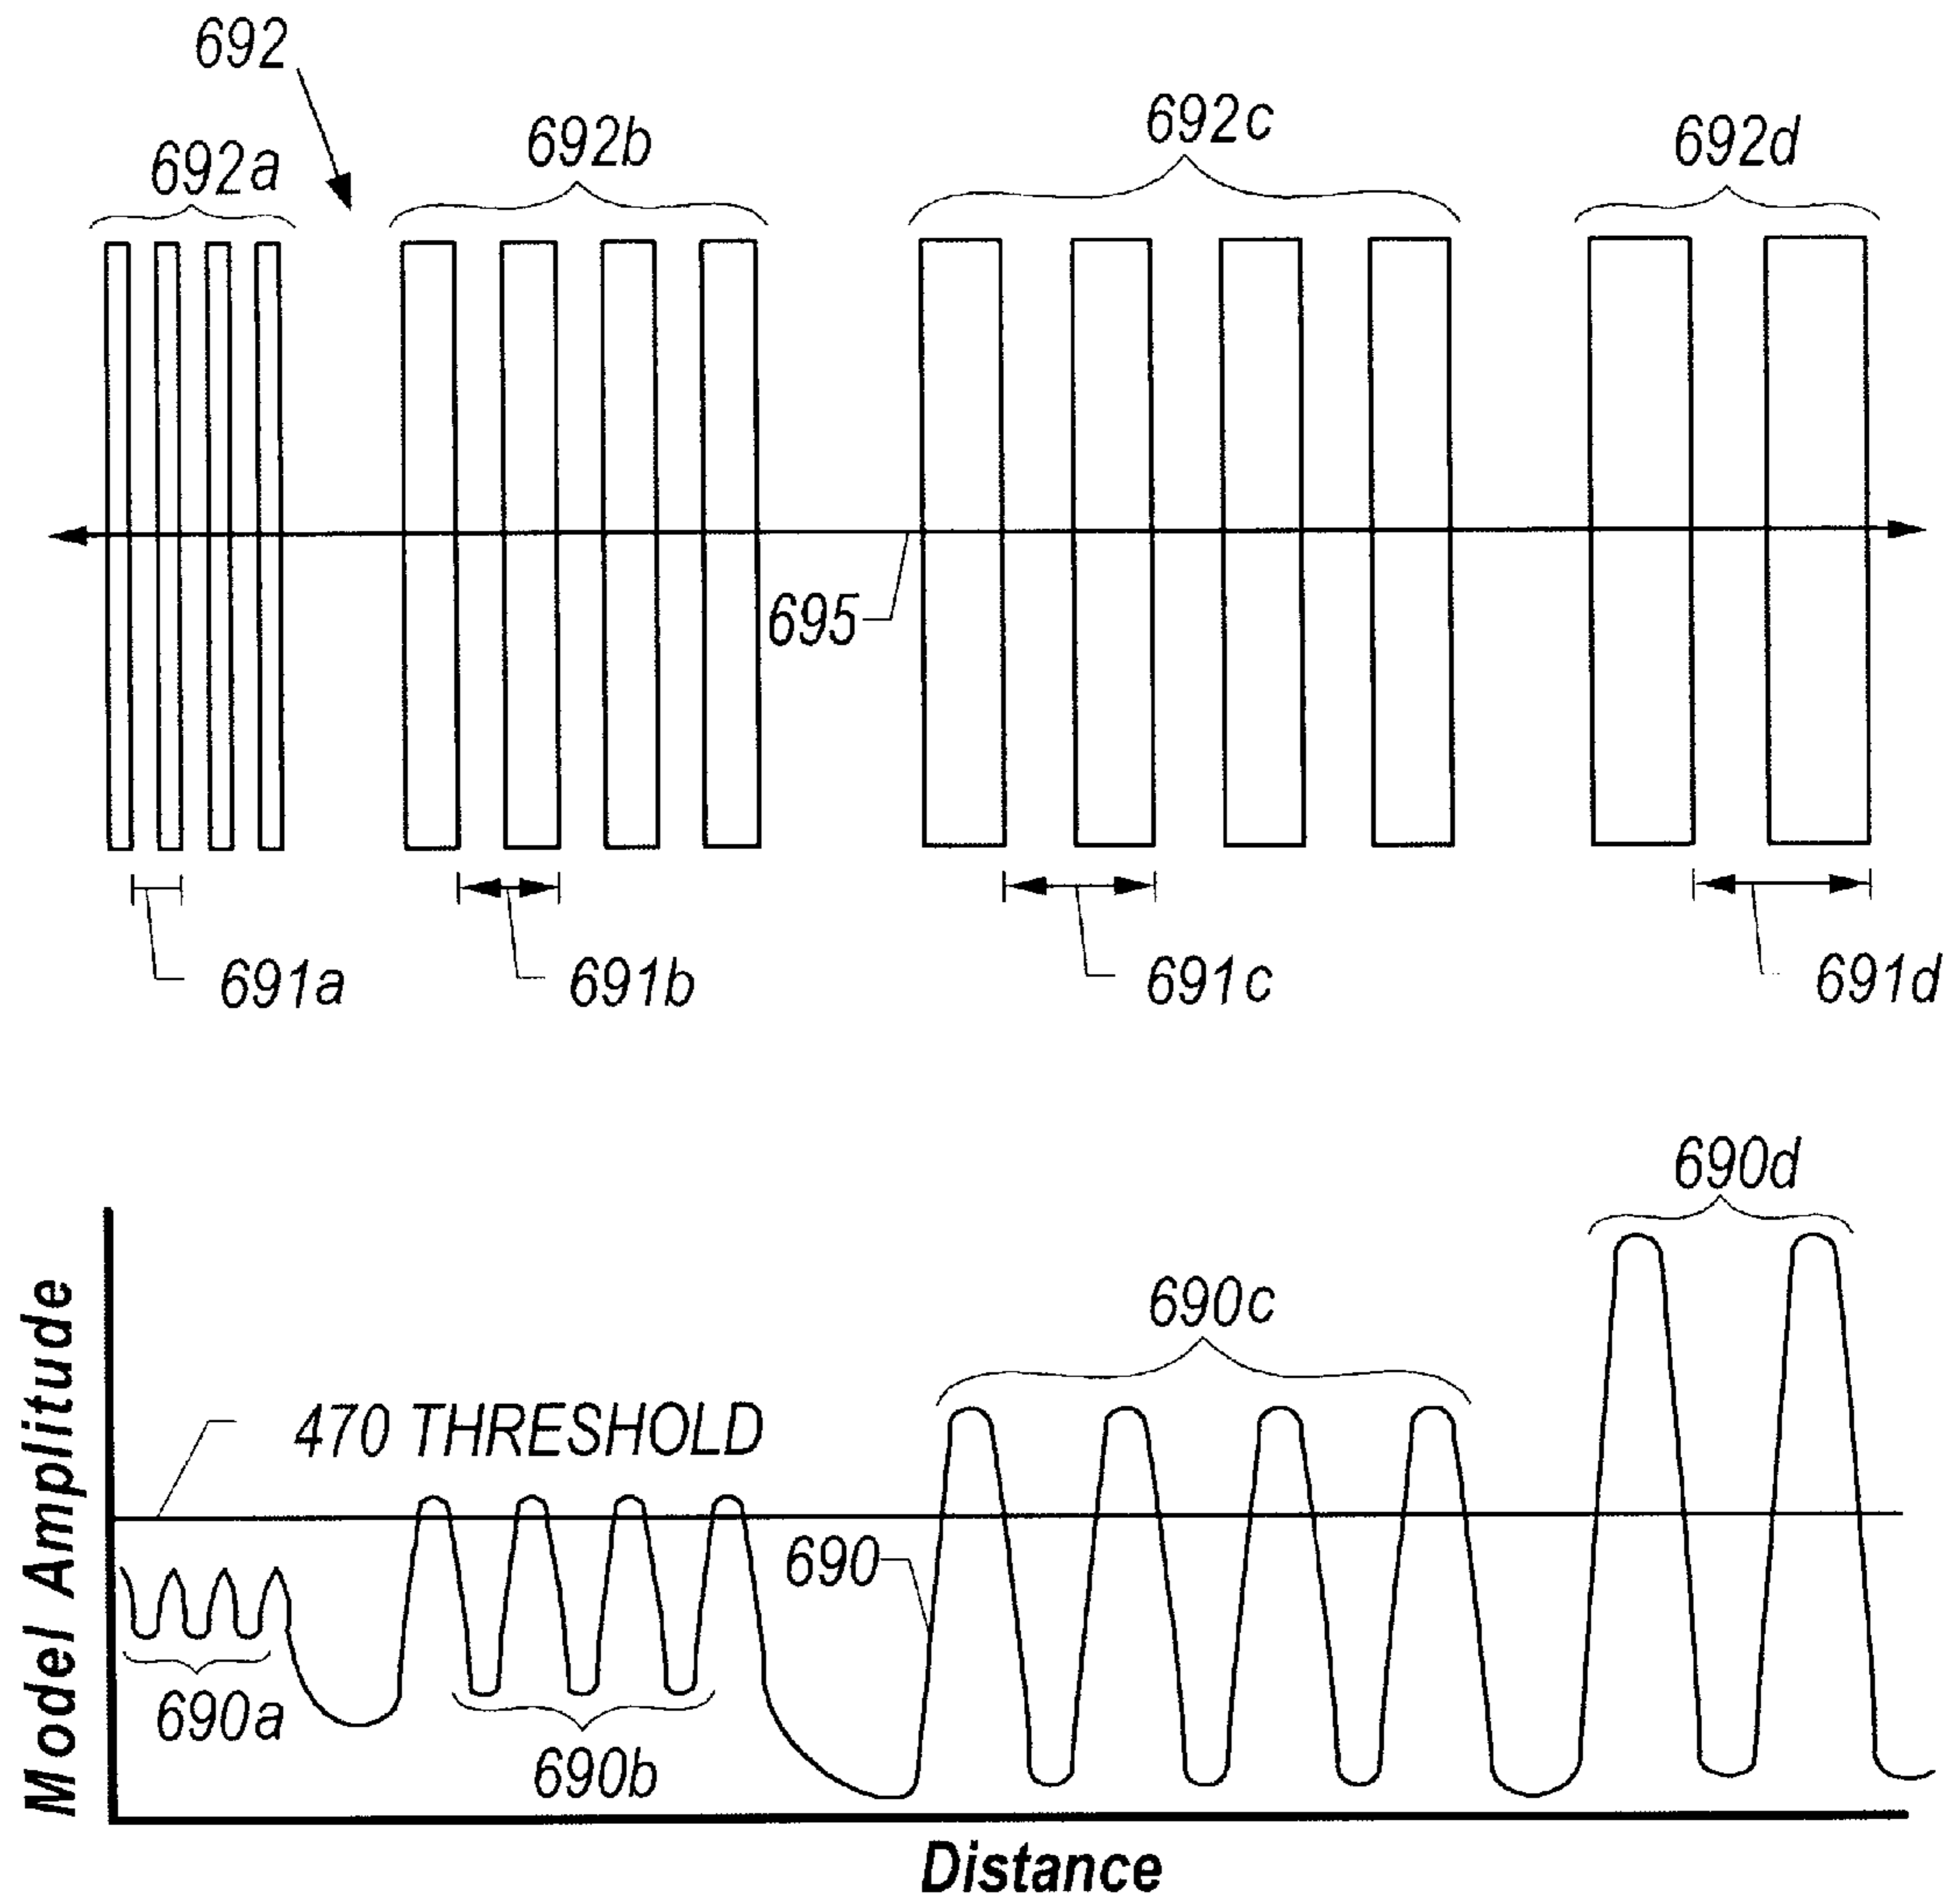 692
692a
692b
692c
692d
695
691a
691b
691c
691d
690d
690c
470 THRESHOLD
690
690a
690b
Model Amplitude
Distance